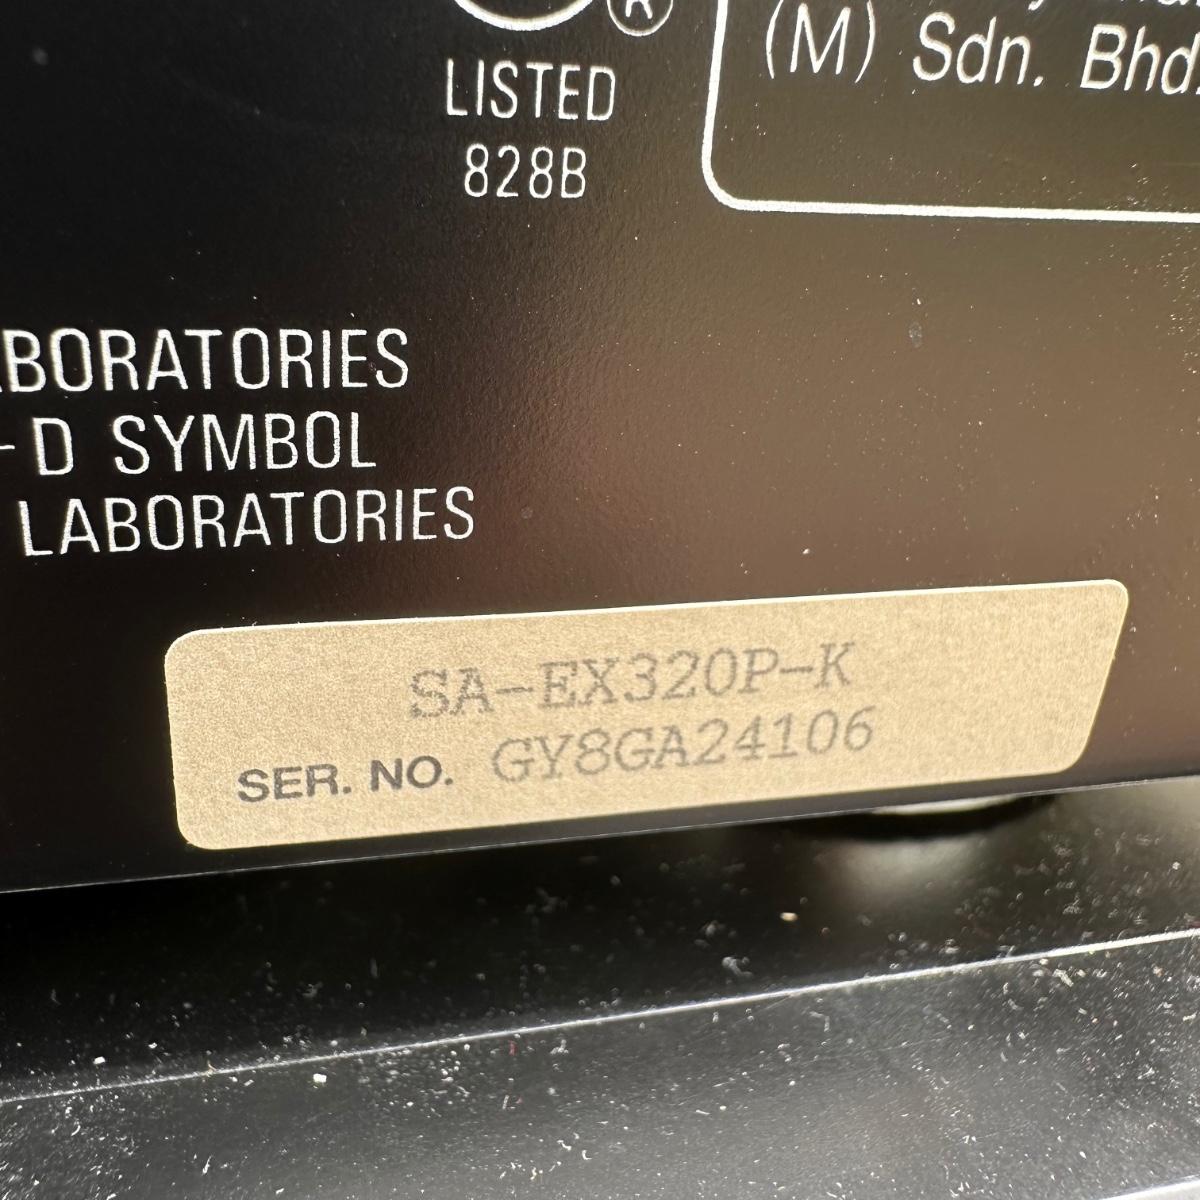 ®
LISTED
828B
(M) Sdn. Bhd.
ABORATORIES
-D SYMBOL
LABORATORIES
SA-EX320P-K
SER. NO. GY8GA24106